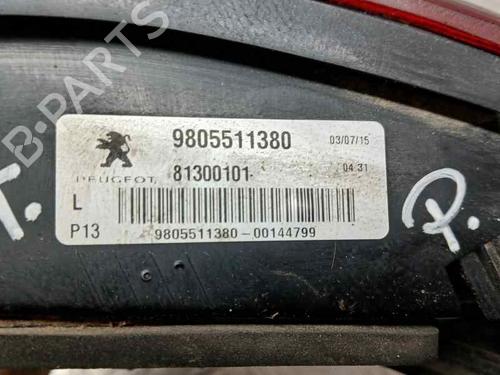 B-PARTS
9805511380 03/07/15
PEUGEOT 81300101 04 31
L
P13 9805511380-00144799
T.
P.